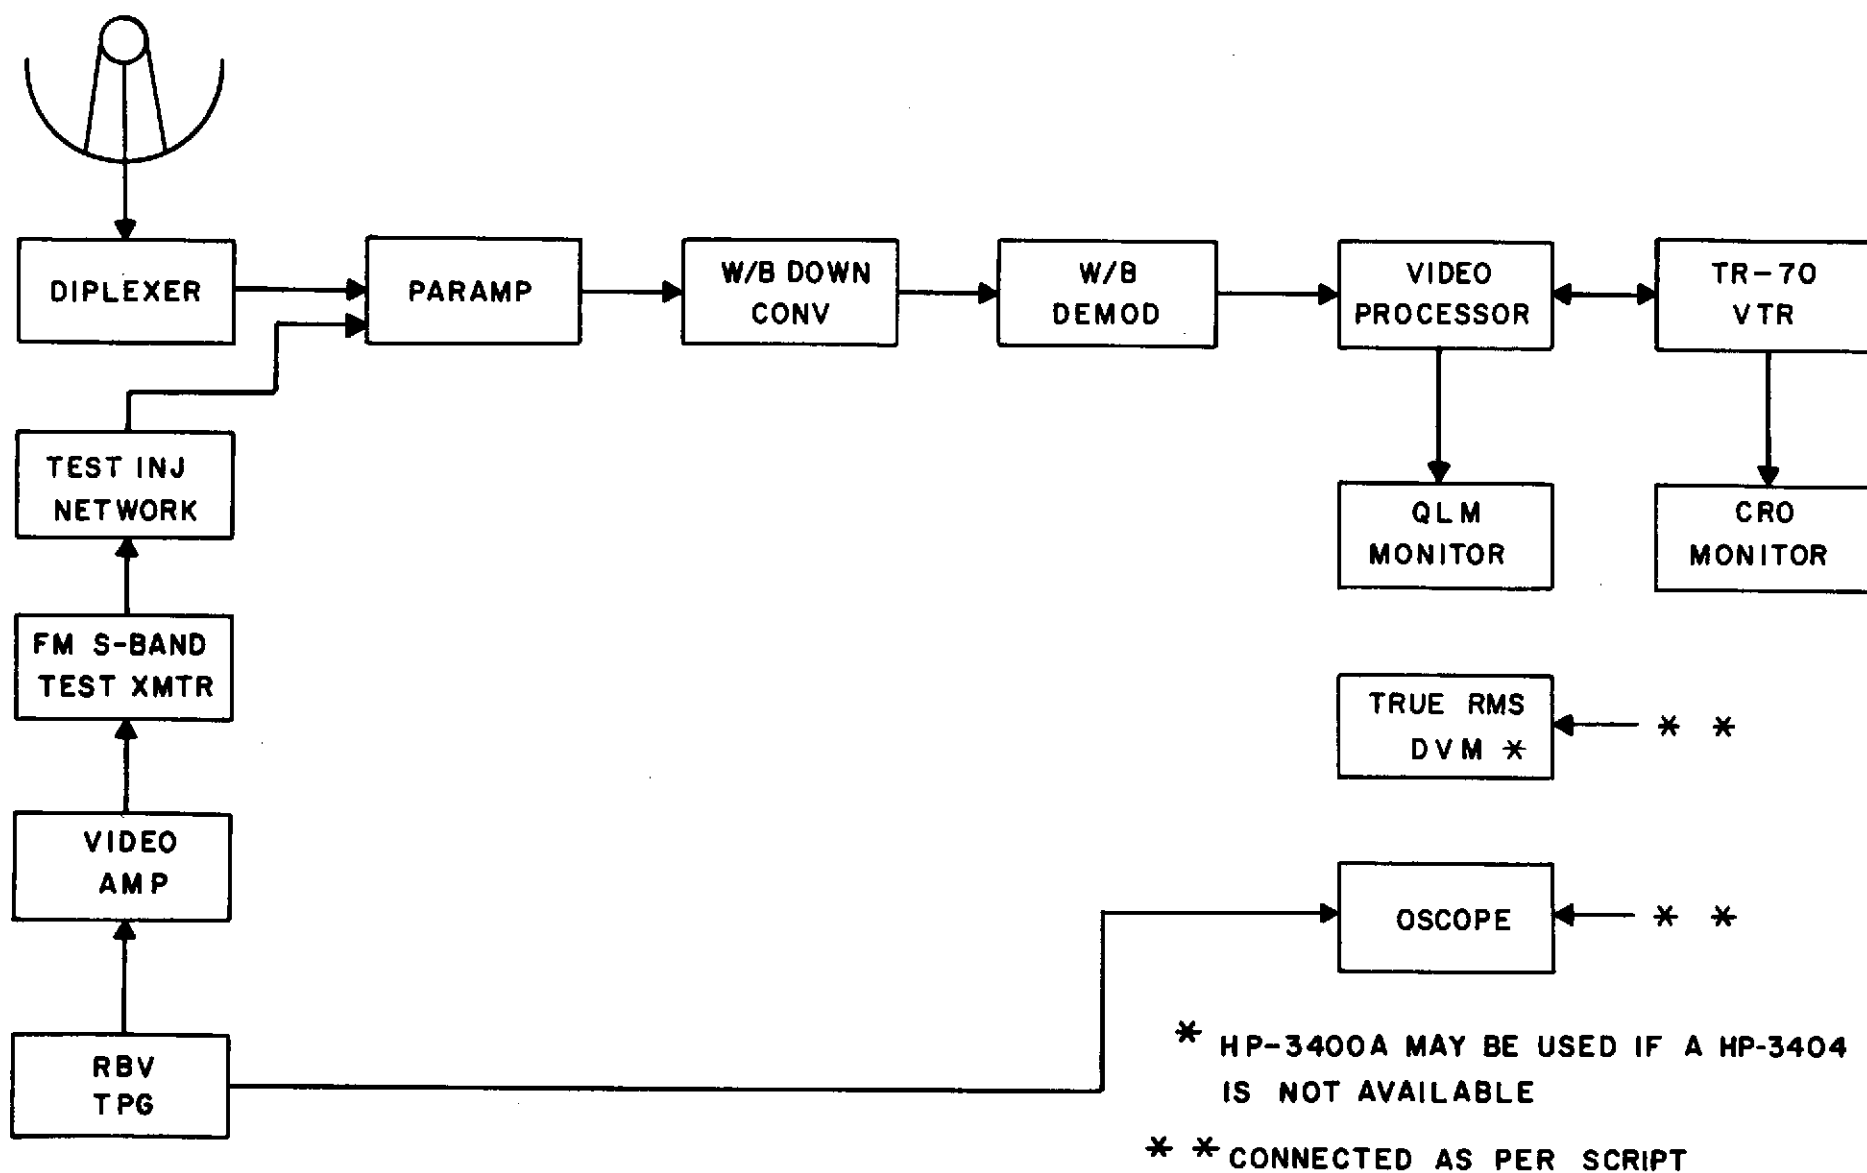 DIPLEXER
PARAMP
W/B DOWN
CONV
W/B
DEMOD
VIDEO
PROCESSOR
TR-70
VTR
TEST INJ
NETWORK
QLM
MONITOR
CRO
MONITOR
FM S-BAND
TEST XMTR
TRUE RMS
DVM *
* *
VIDEO
AMP
OSCOPE
* *
RBV
TPG
* HP-3400A MAY BE USED IF A HP-3404
IS NOT AVAILABLE
* * CONNECTED AS PER SCRIPT